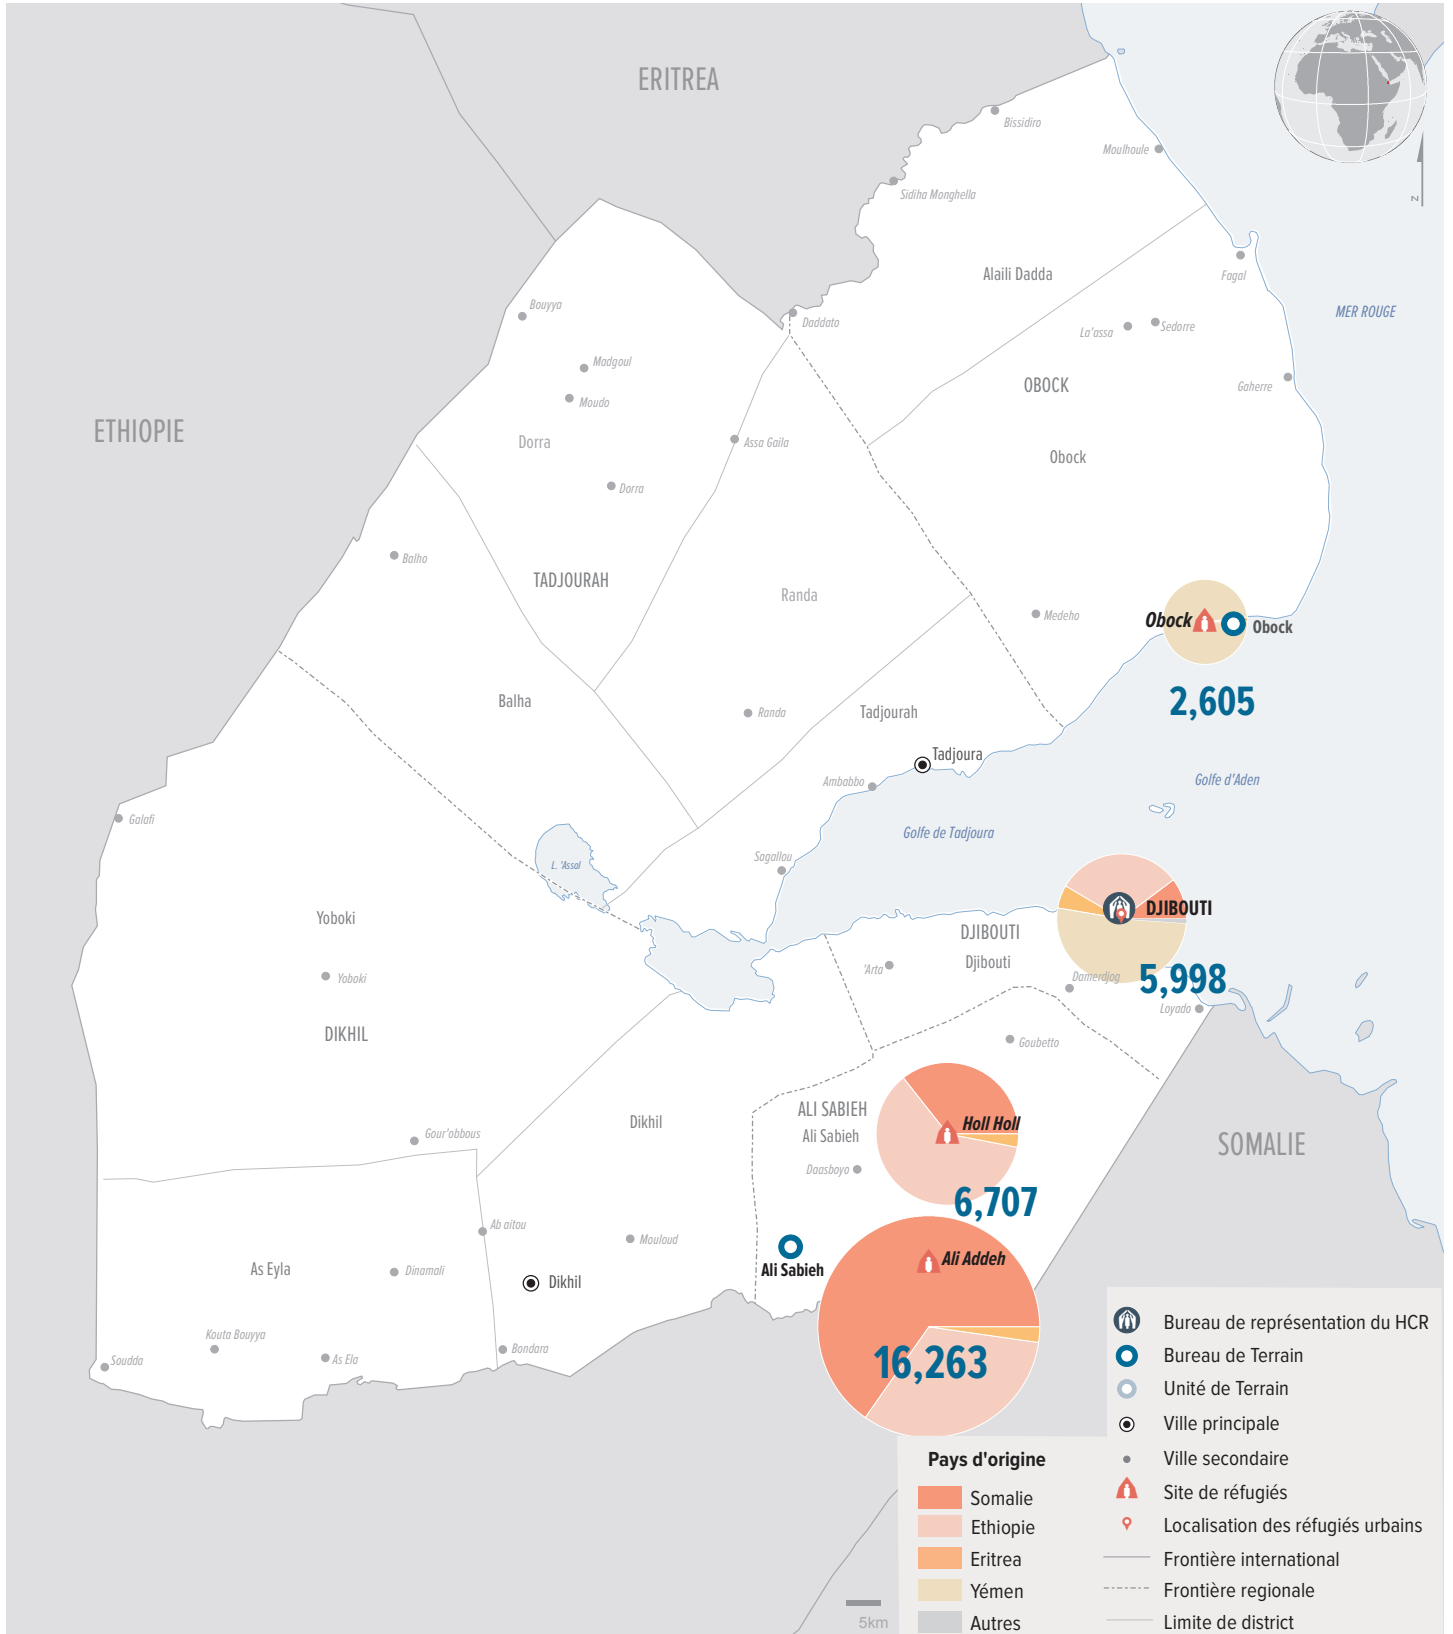 ERITREA
Bissidiro
Moulhoule
Sidiha Monghella
N
Alaili Dadda
Fagal
MER ROUGE
Bouyya
Daddato
La'assa
Sedorre
Madgoul
OBOCK
Gaherre
Moudo
ETHIOPIE
Dorra
Assa Gaila
Obock
Dorra
Balho
TADJOURAH
Randa
Medeho
Obock
Obock
2,605
Balha
Randa
Tadjourah
Tadjoura
Ambabbo
Golfe d'Aden
Galafi
Golfe de Tadjoura
L. 'Assal
Sagallou
Yoboki
DJIBOUTI
DJIBOUTI
Djibouti
'Arta
Yoboki
Damerdjog
5,998
Loyado
DIKHIL
Goubetto
ALI SABIEH
Dikhil
Holl Holl
Gour'obbous
Ali Sabieh
SOMALIE
Daasboyo
6,707
Ab aitou
Mouloud
As Eyla
Dinamali
Ali Sabieh
Ali Addeh
Dikhil
Kouta Bouyya
As Ela
Bondara
Soudda
16,263
Bureau de représentation du HCR
Bureau de Terrain
Unité de Terrain
Ville principale
Ville secondaire
Site de réfugiés
Localisation des réfugiés urbains
Frontière international
Frontière regionale
Limite de district
Pays d'origine
Somalie
Ethiopie
Eritrea
Yémen
Autres
5km